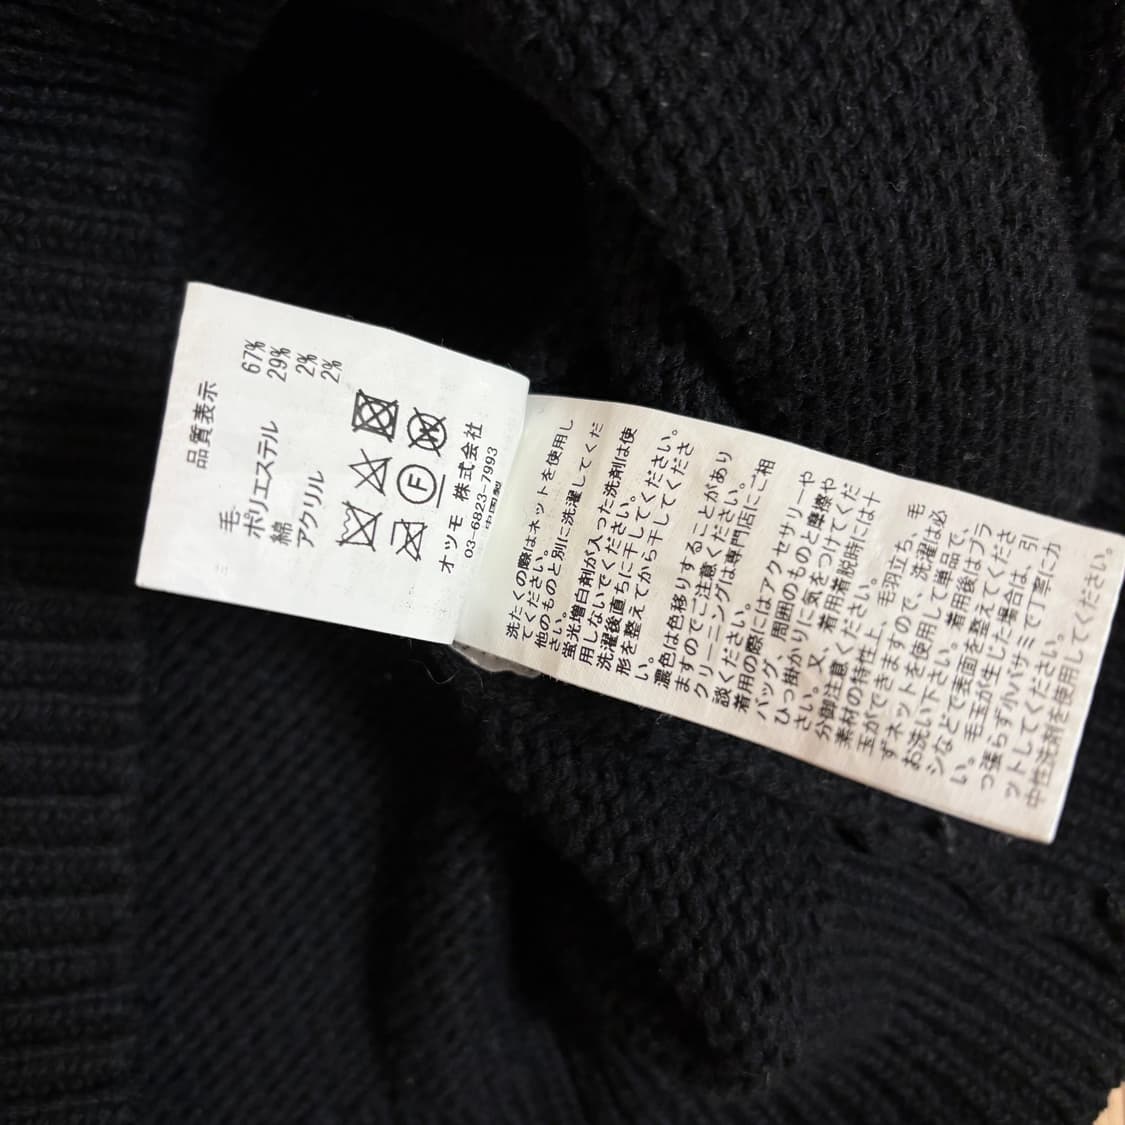 品質表示
毛 67%
ポリエステル 29%
綿 2%
アクリル 2%
F
W
オツモ 株式会社
03-6823-7993
中国製
洗たくの際はネットを使用し
てください。
他のものと別に洗濯してくだ
さい。
蛍光増白剤が入った洗剤は使
用しないでください。
洗濯後直ちに干してください。
形を整えてから干してくださ
い。
濃色は色移りすることがあり
ますのでご注意ください。
クリーニングは専門店にご相
談ください。
着用の際にはアクセサリーや
バッグ、周囲のものと摩擦や
ひっ掛かりに気をつけてくだ
さい。又、着用着脱時には十
分御注意ください。
素材の特性上、毛羽立ち、毛
玉ができますので、洗濯は必
ずネットを使用して単品で、
お洗い下さい。着用後はブラ
シなどで表面を整えてくださ
い。毛玉が生じた場合は、引
っ張らず小バサミで丁寧にカ
ットしてください。
中性洗剤を使用してください。